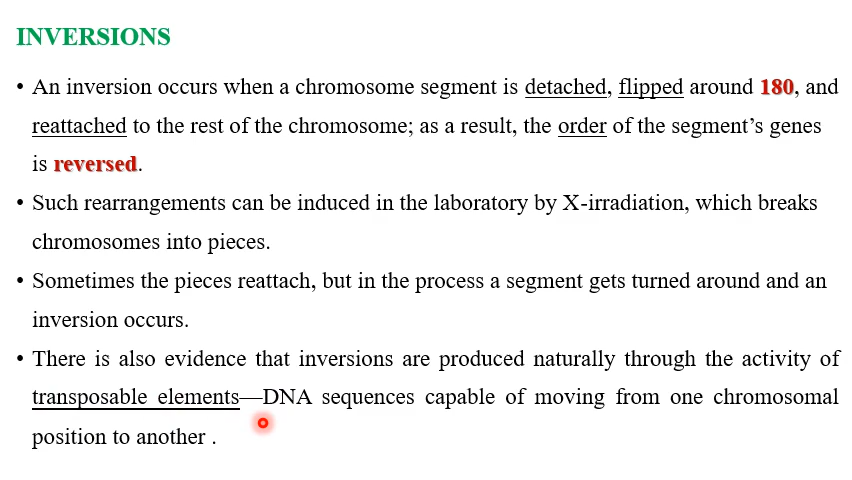 INVERSIONS
• An inversion occurs when a chromosome segment is detached, flipped around 180, and
reattached to the rest of the chromosome; as a result, the order of the segment’s genes
is reversed.
• Such rearrangements can be induced in the laboratory by X-irradiation, which breaks
chromosomes into pieces.
• Sometimes the pieces reattach, but in the process a segment gets turned around and an
inversion occurs.
• There is also evidence that inversions are produced naturally through the activity of
transposable elements—DNA sequences capable of moving from one chromosomal
position to another .